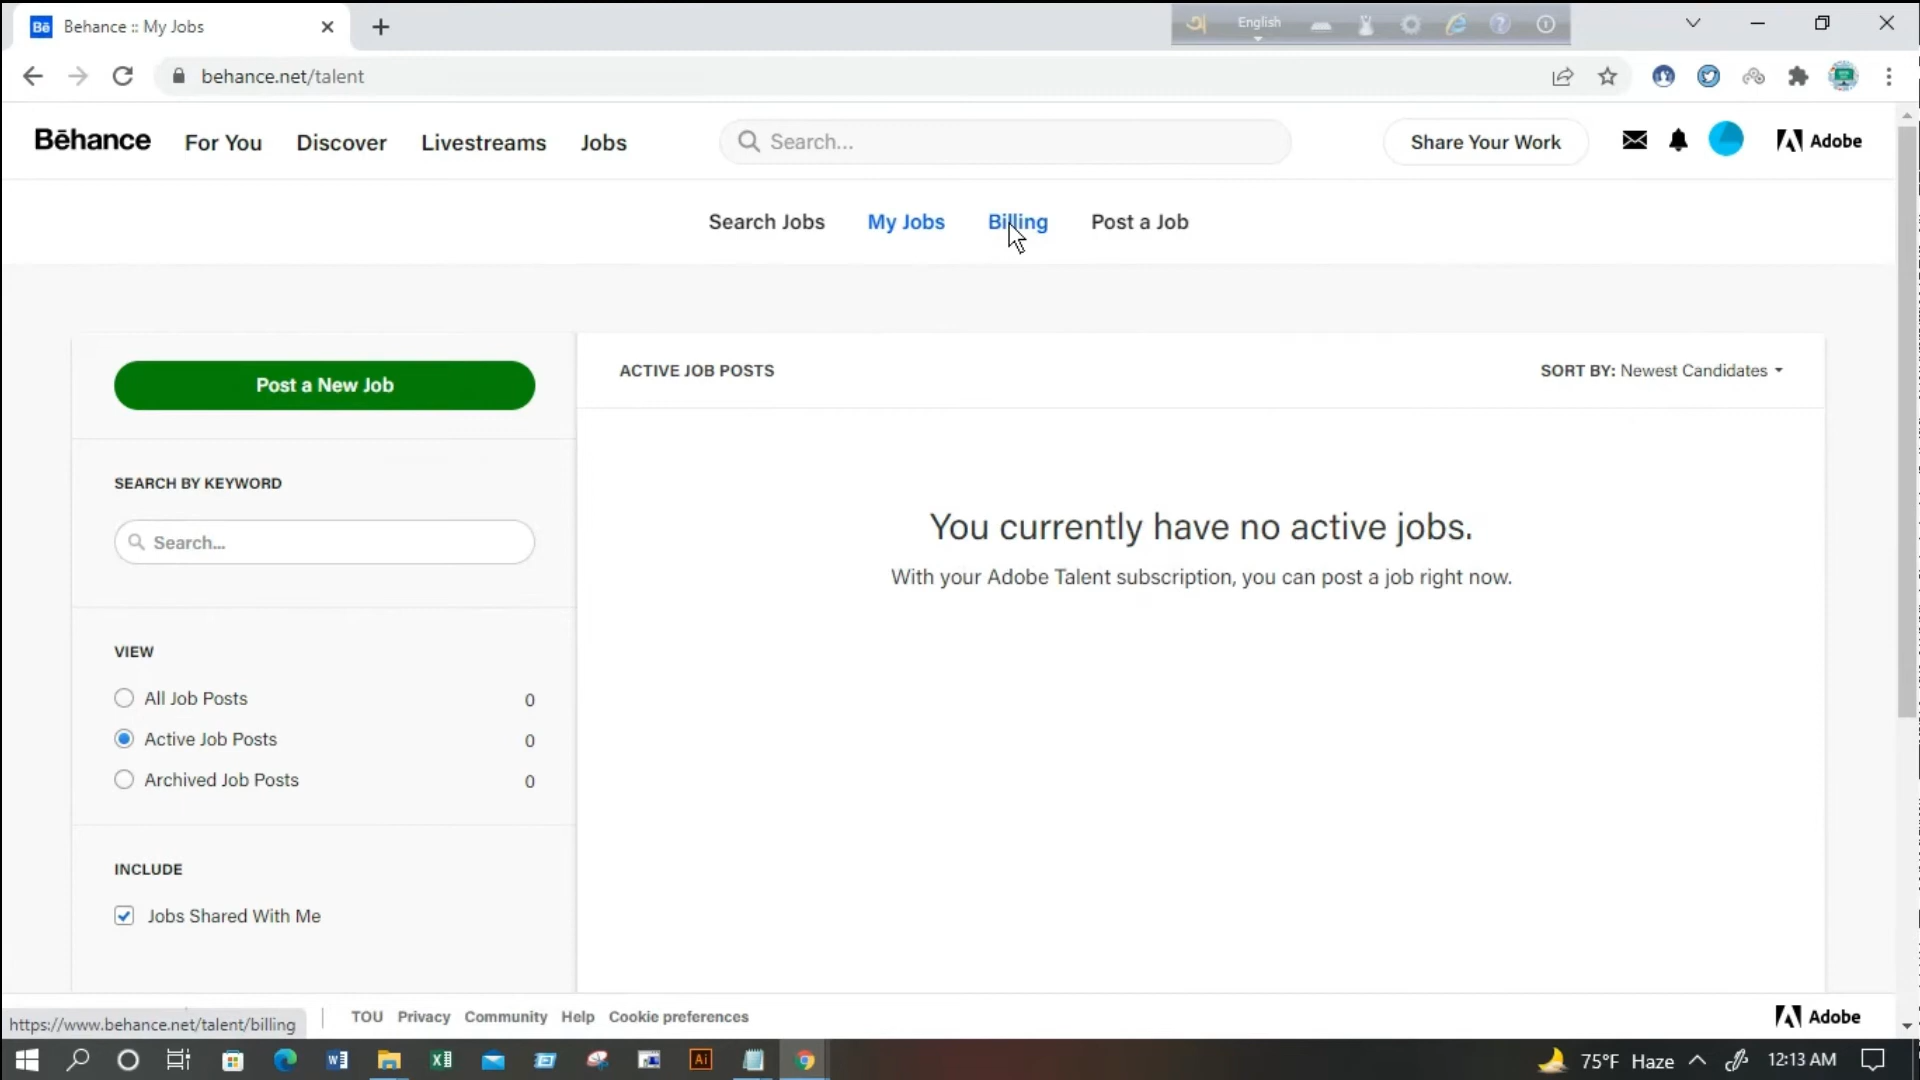 Bē Behance :: My Jobs
English
behance.net/talent
Bēhance For You Discover Livestreams Jobs Search... Share Your Work Adobe
Search Jobs My Jobs Billing Post a Job
Post a New Job
ACTIVE JOB POSTS
SORT BY: Newest Candidates
SEARCH BY KEYWORD
Search...
You currently have no active jobs.
With your Adobe Talent subscription, you can post a job right now.
VIEW
All Job Posts 0
Active Job Posts 0
Archived Job Posts 0
INCLUDE
Jobs Shared With Me
https://www.behance.net/talent/billing
TOU Privacy Community Help Cookie preferences
Adobe
Ai
75°F Haze
12:13 AM